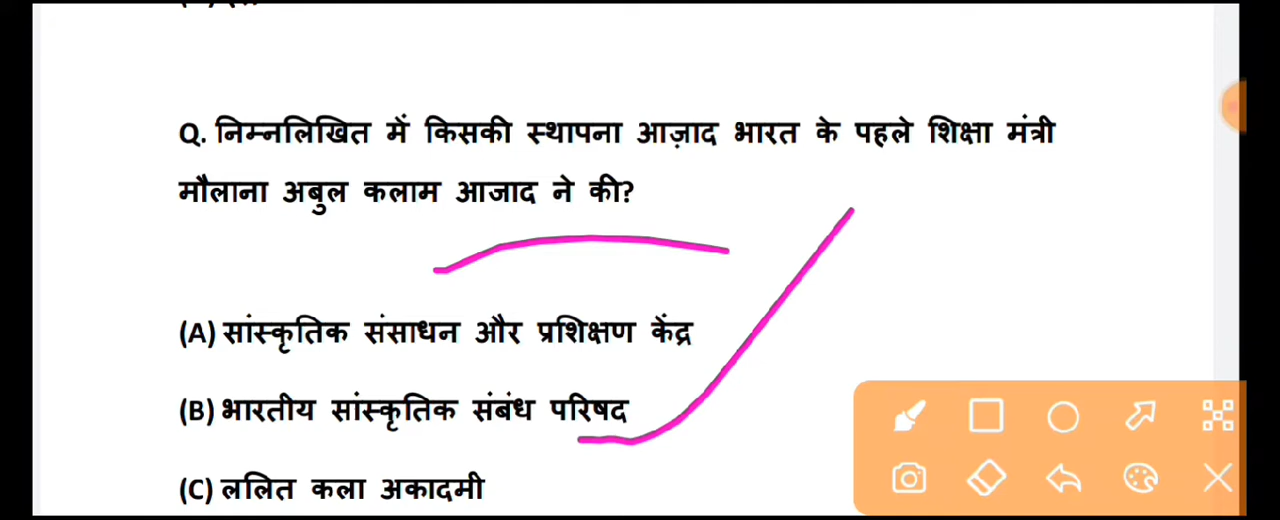 Q. निम्नलिखित में किसकी स्थापना आज़ाद भारत के पहले शिक्षा मंत्री
मौलाना अबुल कलाम आजाद ने की?
(A) सांस्कृतिक संसाधन और प्रशिक्षण केंद्र
(B) भारतीय सांस्कृतिक संबंध परिषद
(C) ललित कला अकादमी